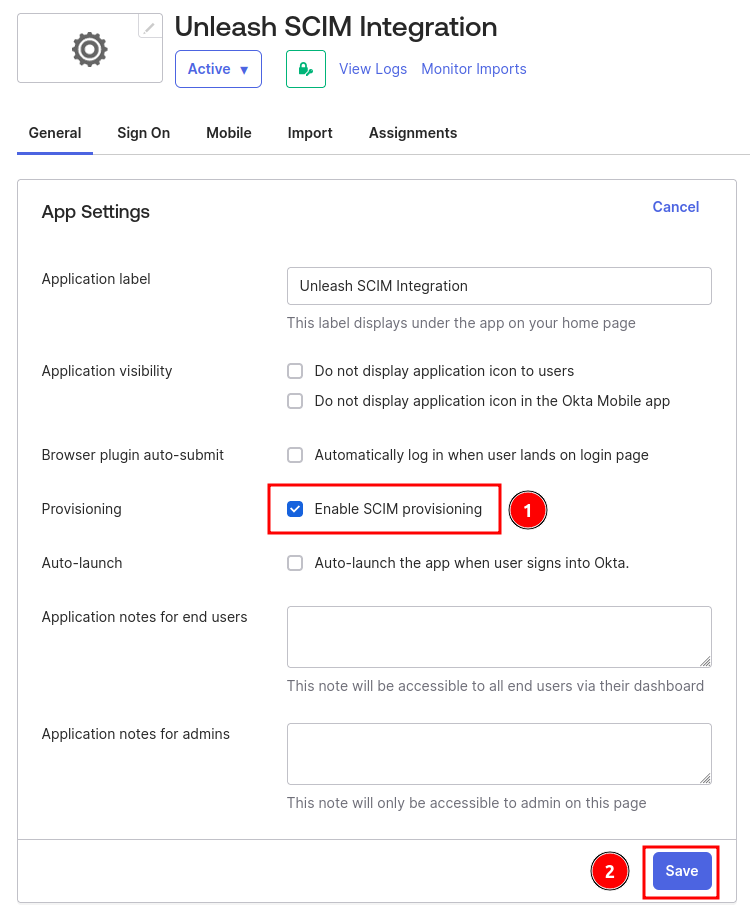 Unleash SCIM Integration
Active ▼
View Logs Monitor Imports
General Sign On Mobile Import Assignments
App Settings
Cancel
Application label
Unleash SCIM Integration
This label displays under the app on your home page
Application visibility
Do not display application icon to users
Do not display application icon in the Okta Mobile app
Browser plugin auto-submit
Automatically log in when user lands on login page
Provisioning
Enable SCIM provisioning
1
Auto-launch
Auto-launch the app when user signs into Okta.
Application notes for end users
This note will be accessible to all end users via their dashboard
Application notes for admins
This note will only be accessible to admin on this page
2
Save